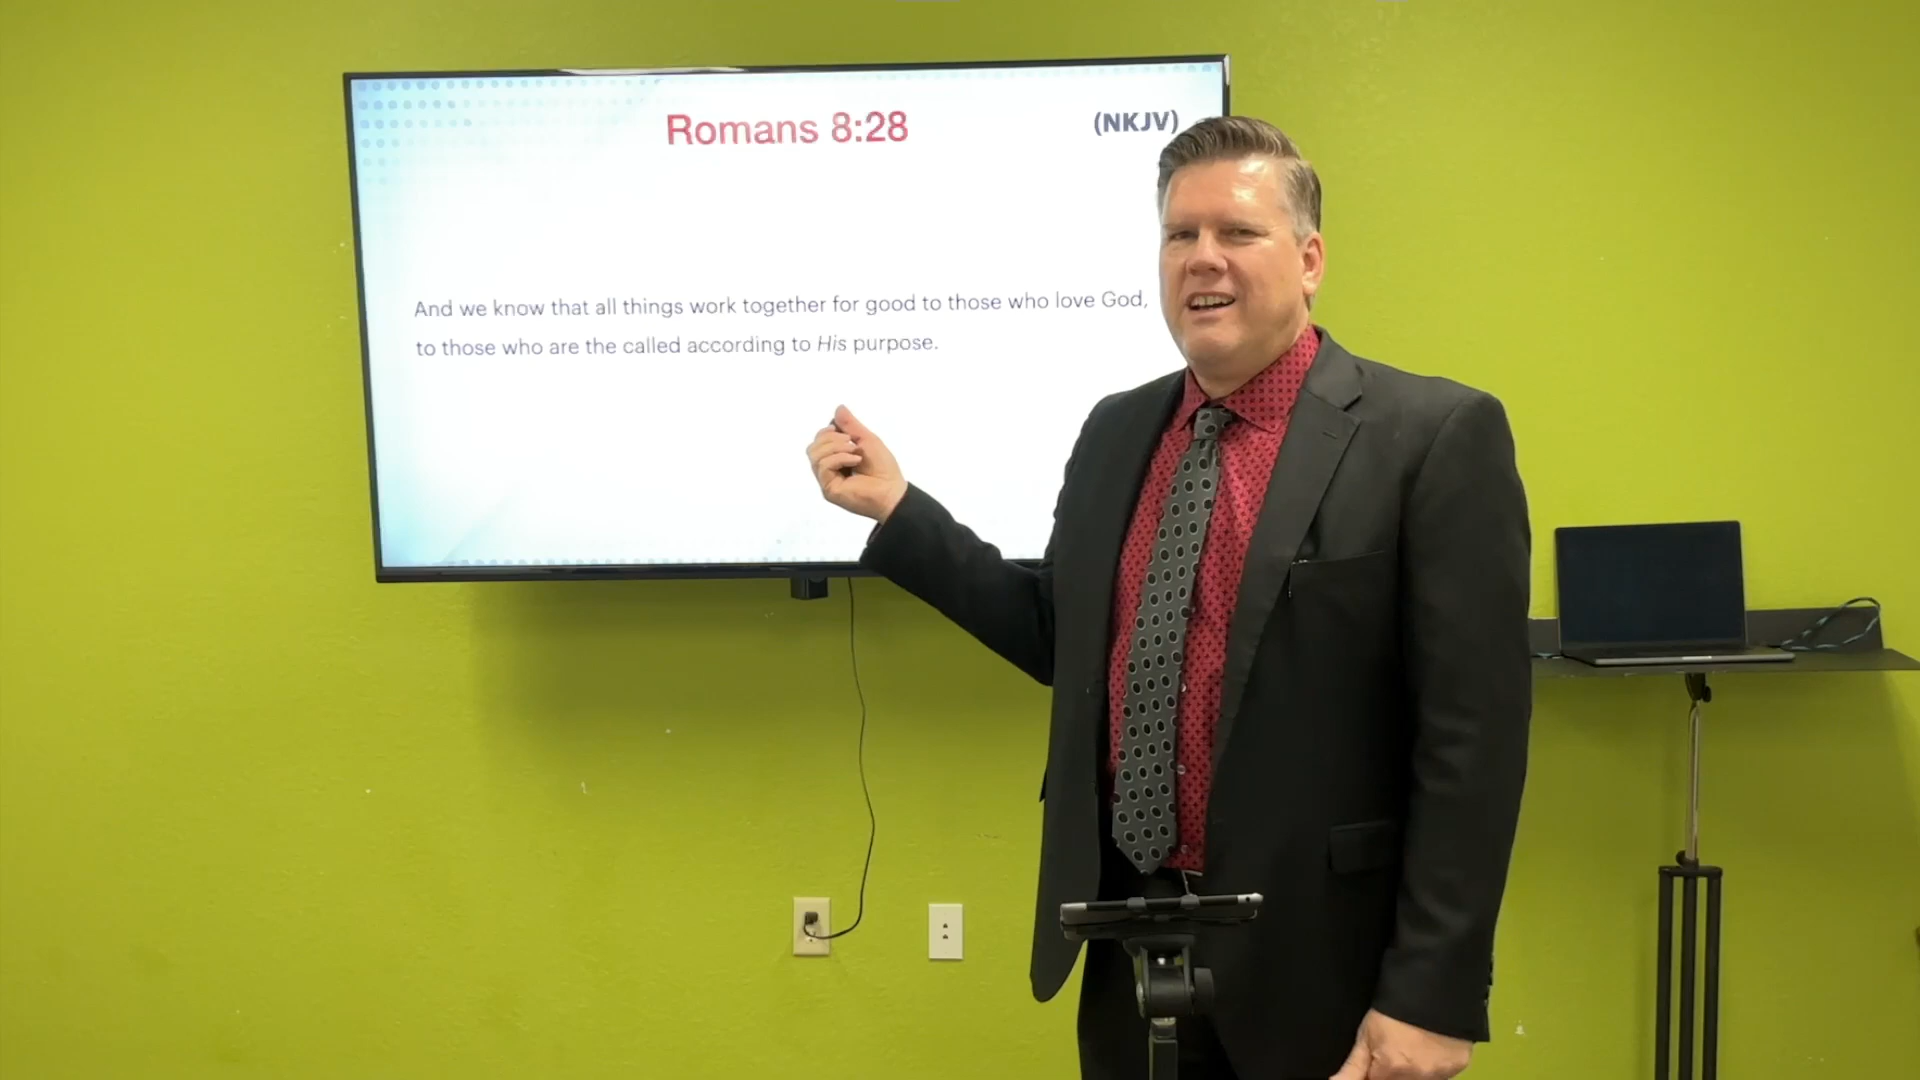 Romans 8:28
(NKJV)
And we know that all things work together for good to those who love God,
to those who are the called according to His purpose.